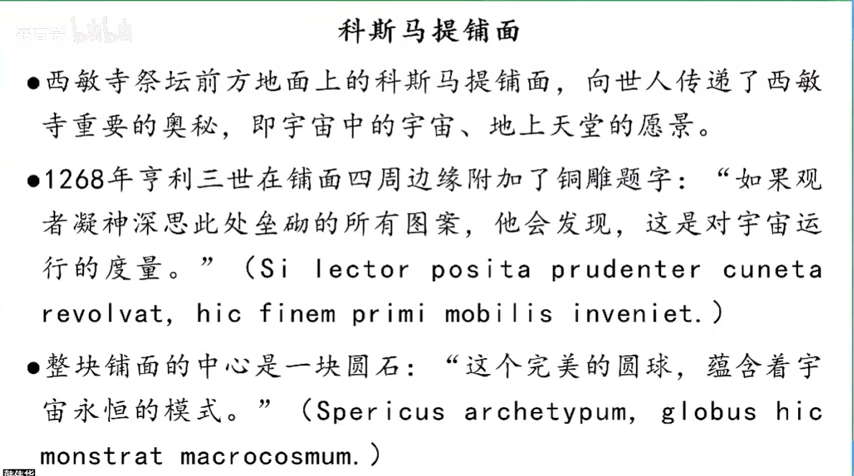 科斯马提铺面
●西敏寺祭坛前方地面上的科斯马提铺面，向世人传递了西敏
寺重要的奥秘，即宇宙中的宇宙、地上天堂的愿景。
●1268年亨利三世在铺面四周边缘附加了铜雕题字：“如果观
者凝神深思此处垒砌的所有图案，他会发现，这是对宇宙运
行的度量。”（Si lector posita prudenter cuneta
revolvat, hic finem primi mobilis inveniet.）
●整块铺面的中心是一块圆石：“这个完美的圆球，蕴含着宇
宙永恒的模式。”（Spericus archetypum, globus hic
monstrat macrocosmum.）